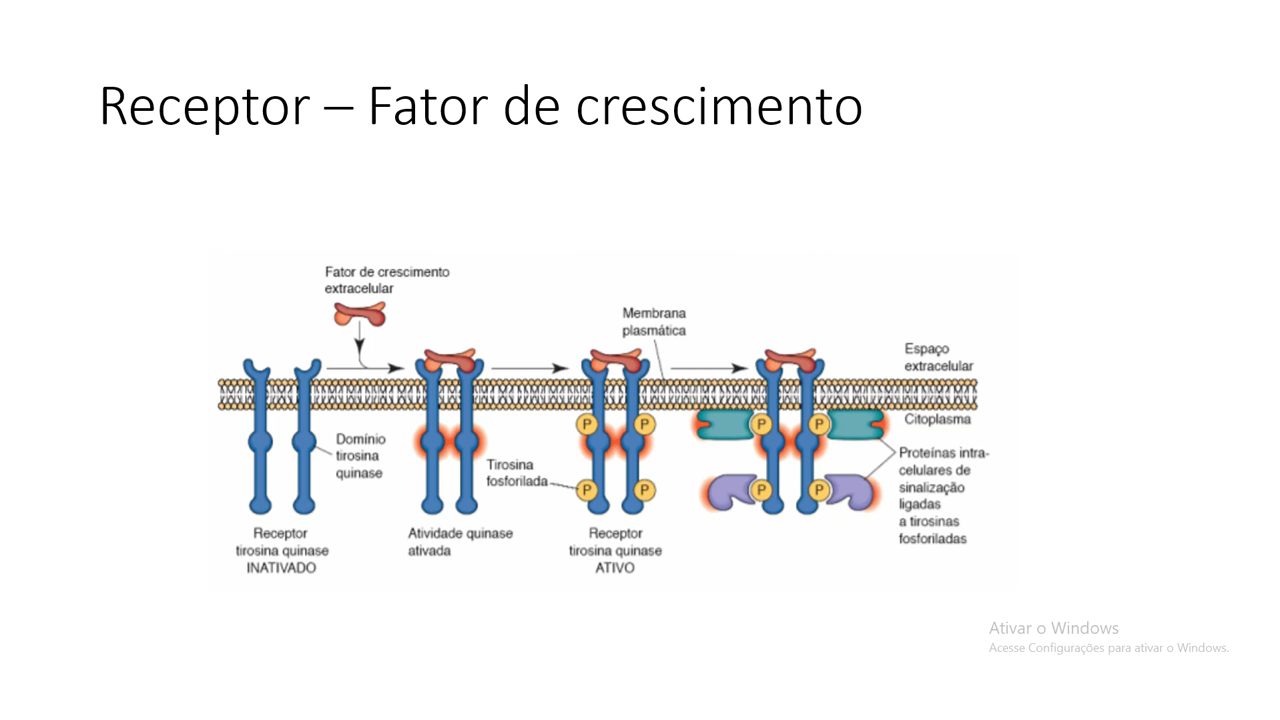 Receptor – Fator de crescimento
Fator de crescimento
extracelular
Membrana
plasmática
Espaço
extracelular
Citoplasma
Domínio
tirosina
quinase
Tirosina
fosforilada
P
P
P
P
P
P
P
P
Proteínas intra-
celulares de
sinalização
ligadas
a tirosinas
fosforiladas
Receptor
tirosina quinase
INATIVADO
Atividade quinase
ativada
Receptor
tirosina quinase
ATIVO
Ativar o Windows
Acesse Configurações para ativar o Windows.